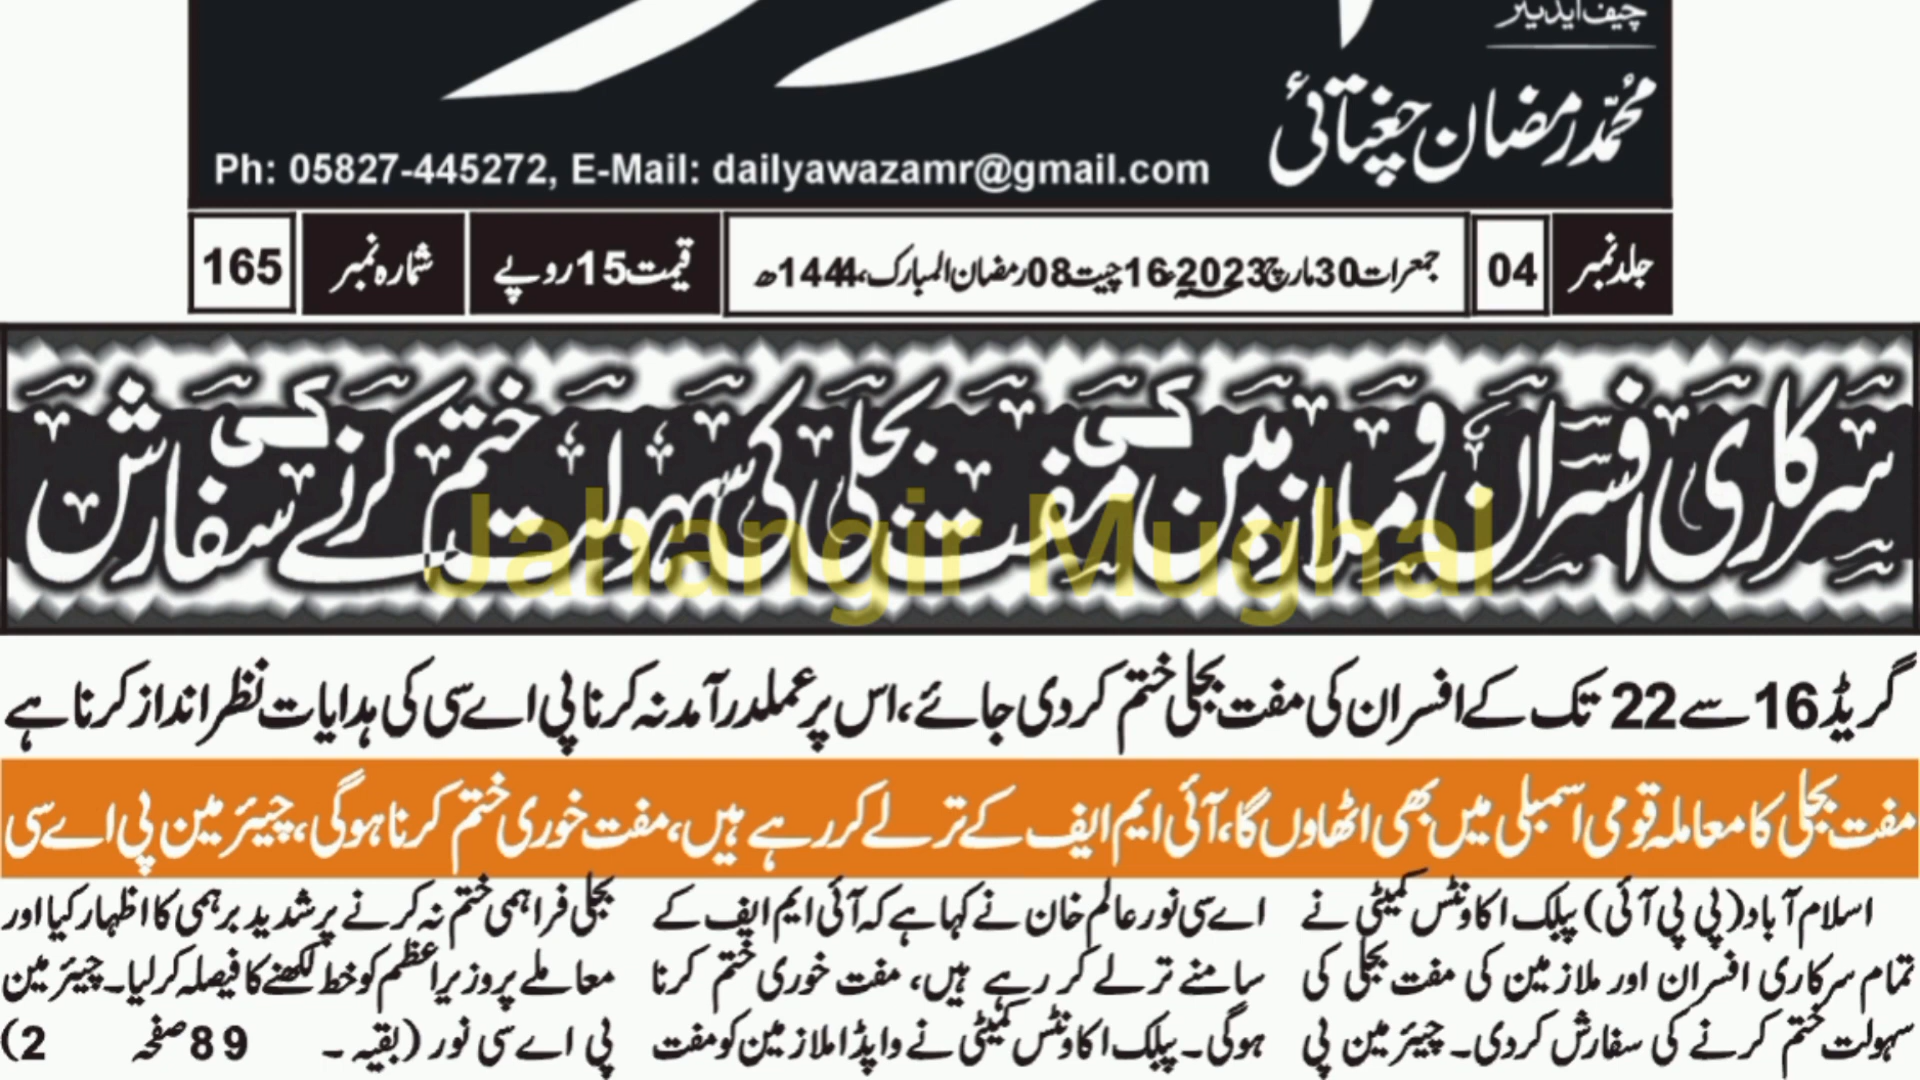 چیف ایڈیٹر
محمد رمضان چغتائی
Ph: 05827-445272, E-Mail: dailyawazamr@gmail.com
جلد نمبر 04 جمعرات 30 مارچ 2023ء 16 چیت 08 رمضان المبارک، 1444ھ قیمت 15 روپے شمارہ نمبر 165
سرکاری افسران و ملازمین کی مفت بجلی کی سہولت ختم کرنے کی سفارش
Jahangir Mughal
گریڈ 16 سے 22 تک کے افسران کی مفت بجلی ختم کردی جائے، اس پر عملدرآمد نہ کرنا پی اے سی کی ہدایات نظر انداز کرنا ہے
مفت بجلی کا معاملہ قومی اسمبلی میں بھی اٹھاوں گا، آئی ایم ایف کے ترلے کررہے ہیں، مفت خوری ختم کرنا ہوگی، چیئرمین پی اے سی
اسلام آباد (پی پی آئی) پبلک اکاونٹس کمیٹی نے
تمام سرکاری افسران اور ملازمین کی مفت بجلی کی
سہولت ختم کرنے کی سفارش کردی۔ چیئرمین پی
اے سی نور عالم خان نے کہا ہے کہ آئی ایم ایف کے
سامنے ترلے کر رہے ہیں، مفت خوری ختم کرنا
ہوگی۔ پبلک اکاونٹس کمیٹی نے واپڈا ملازمین کو مفت
بجلی فراہمی ختم نہ کرنے پر شدید برہمی کا اظہار کیا اور
معاملے پر وزیراعظم کو خط لکھنے کا فیصلہ کرلیا۔ چیئرمین
پی اے سی نور (بقیہ ۔ 89 صفحہ 2)